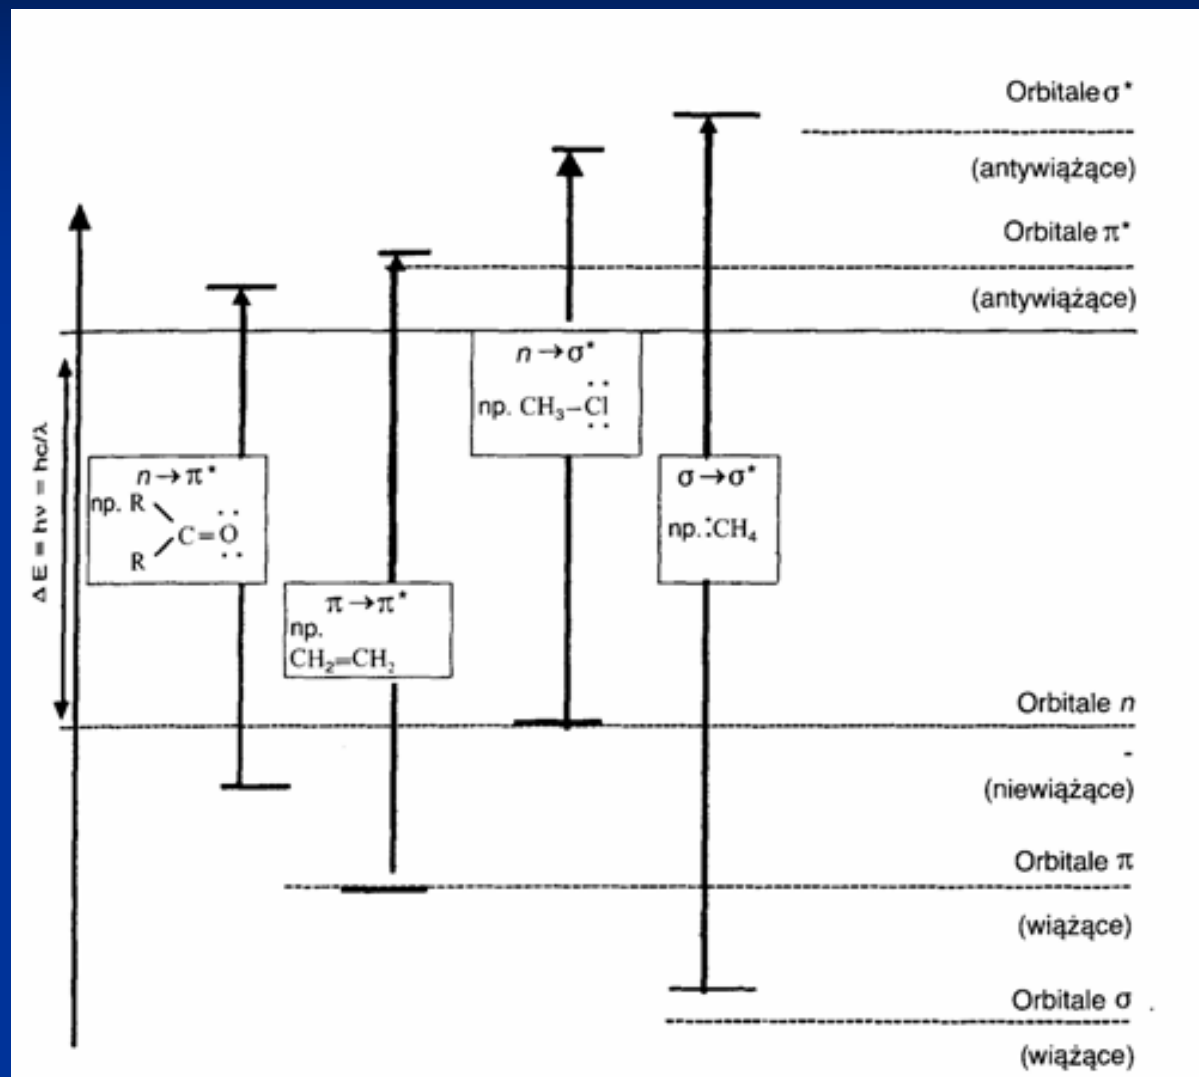 Orbitale σ*
(antywiążące)
Orbitale π*
(antywiążące)
ΔE = hν = hc/λ
n→σ*
np. CH₃–Cl
n→π*
np. R
C=O
R
σ→σ*
np. CH₄
π→π*
np.
CH₂=CH₂
Orbitale n
-
(niewiążące)
Orbitale π
(wiążące)
Orbitale σ
(wiążące)